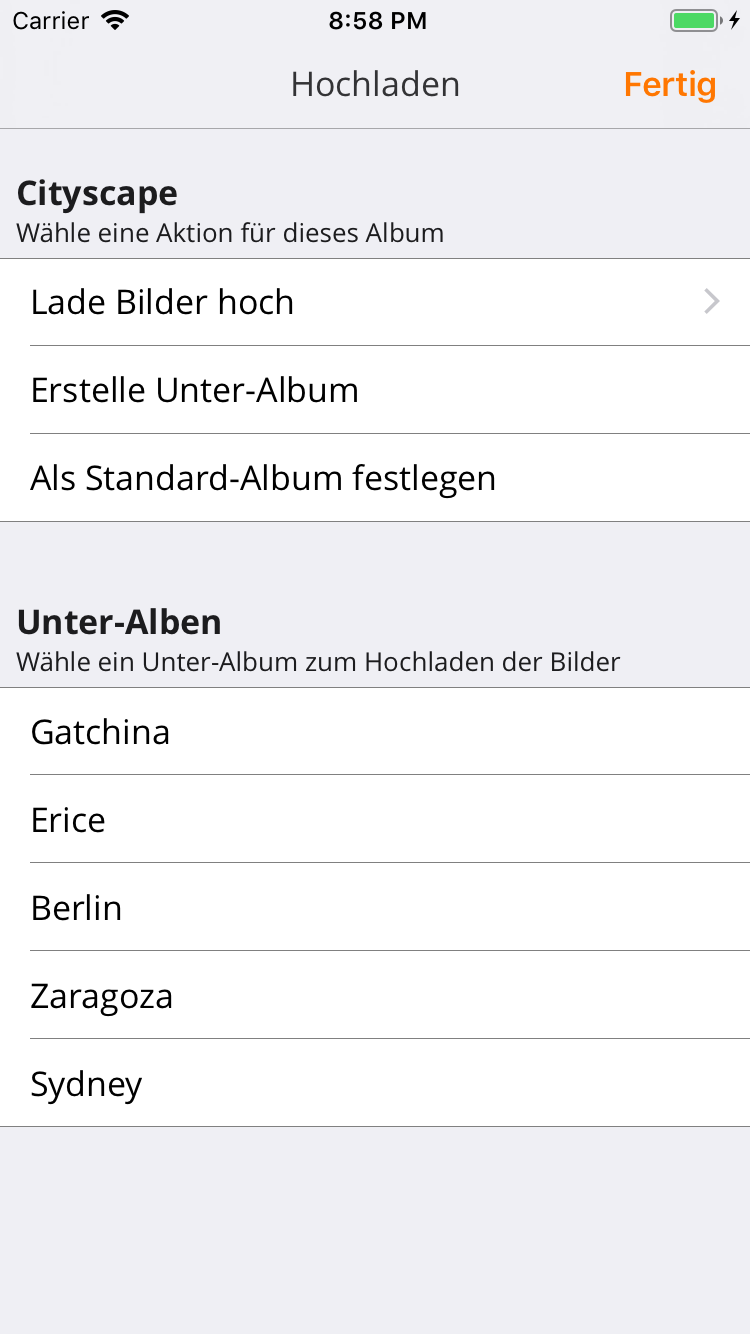 Carrier 8:58 PM
Hochladen Fertig
Cityscape
Wähle eine Aktion für dieses Album
Lade Bilder hoch
Erstelle Unter-Album
Als Standard-Album festlegen
Unter-Alben
Wähle ein Unter-Album zum Hochladen der Bilder
Gatchina
Erice
Berlin
Zaragoza
Sydney